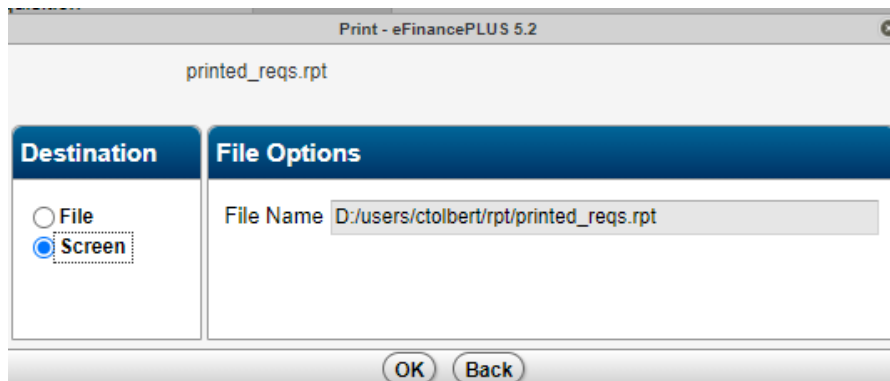 Print - eFinancePLUS 5.2
printed_reqs.rpt
Destination
File Options
File
Screen
File Name D:/users/ctolbert/rpt/printed_reqs.rpt
OK Back